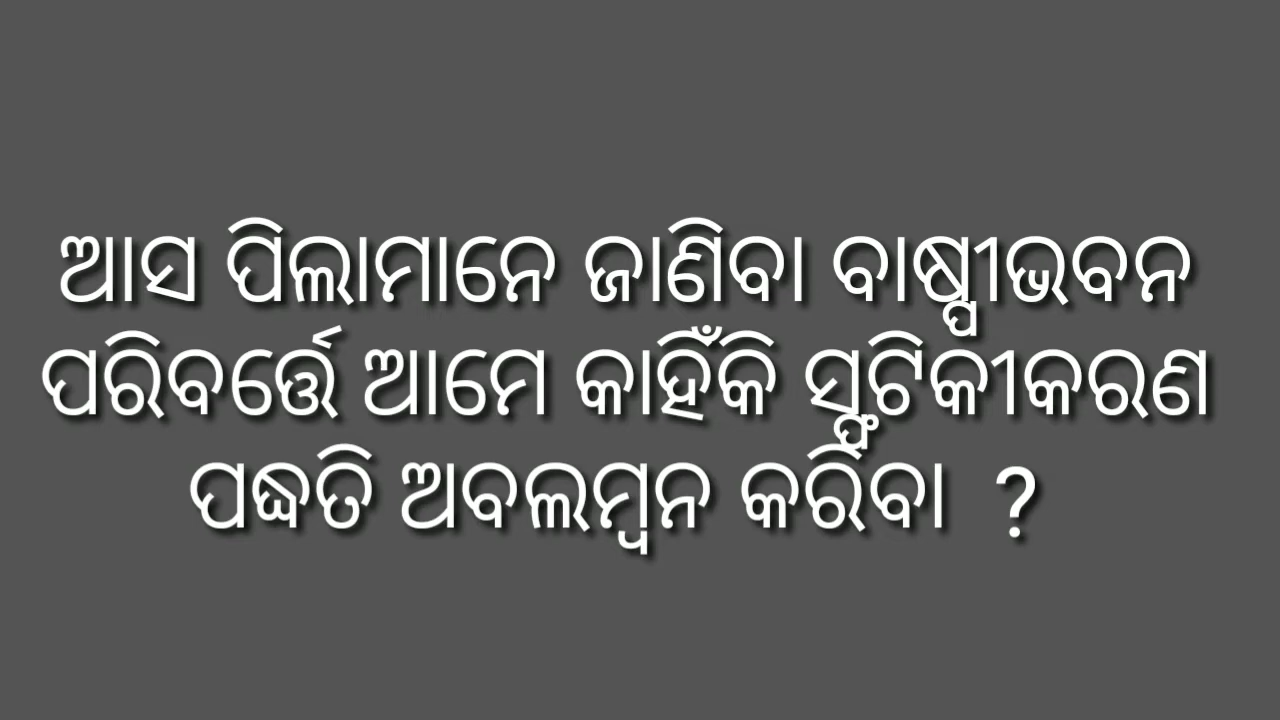 ଆସ ପିଲାମାନେ ଜାଣିବା ବାଷ୍ପୀଭବନ
ପରିବର୍ତ୍ତେ ଆମେ କାହିଁକି ସ୍ଫଟିକୀକରଣ
ପଦ୍ଧତି ଅବଲମ୍ବନ କରିବା ?